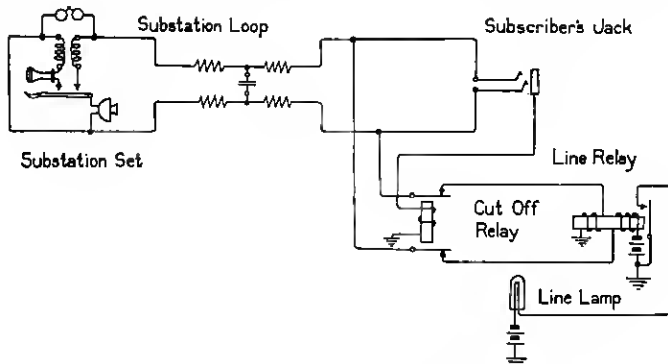 Substation Loop
Subscriber's Jack
Substation Set
Line Relay
Cut Off
Relay
Line Lamp